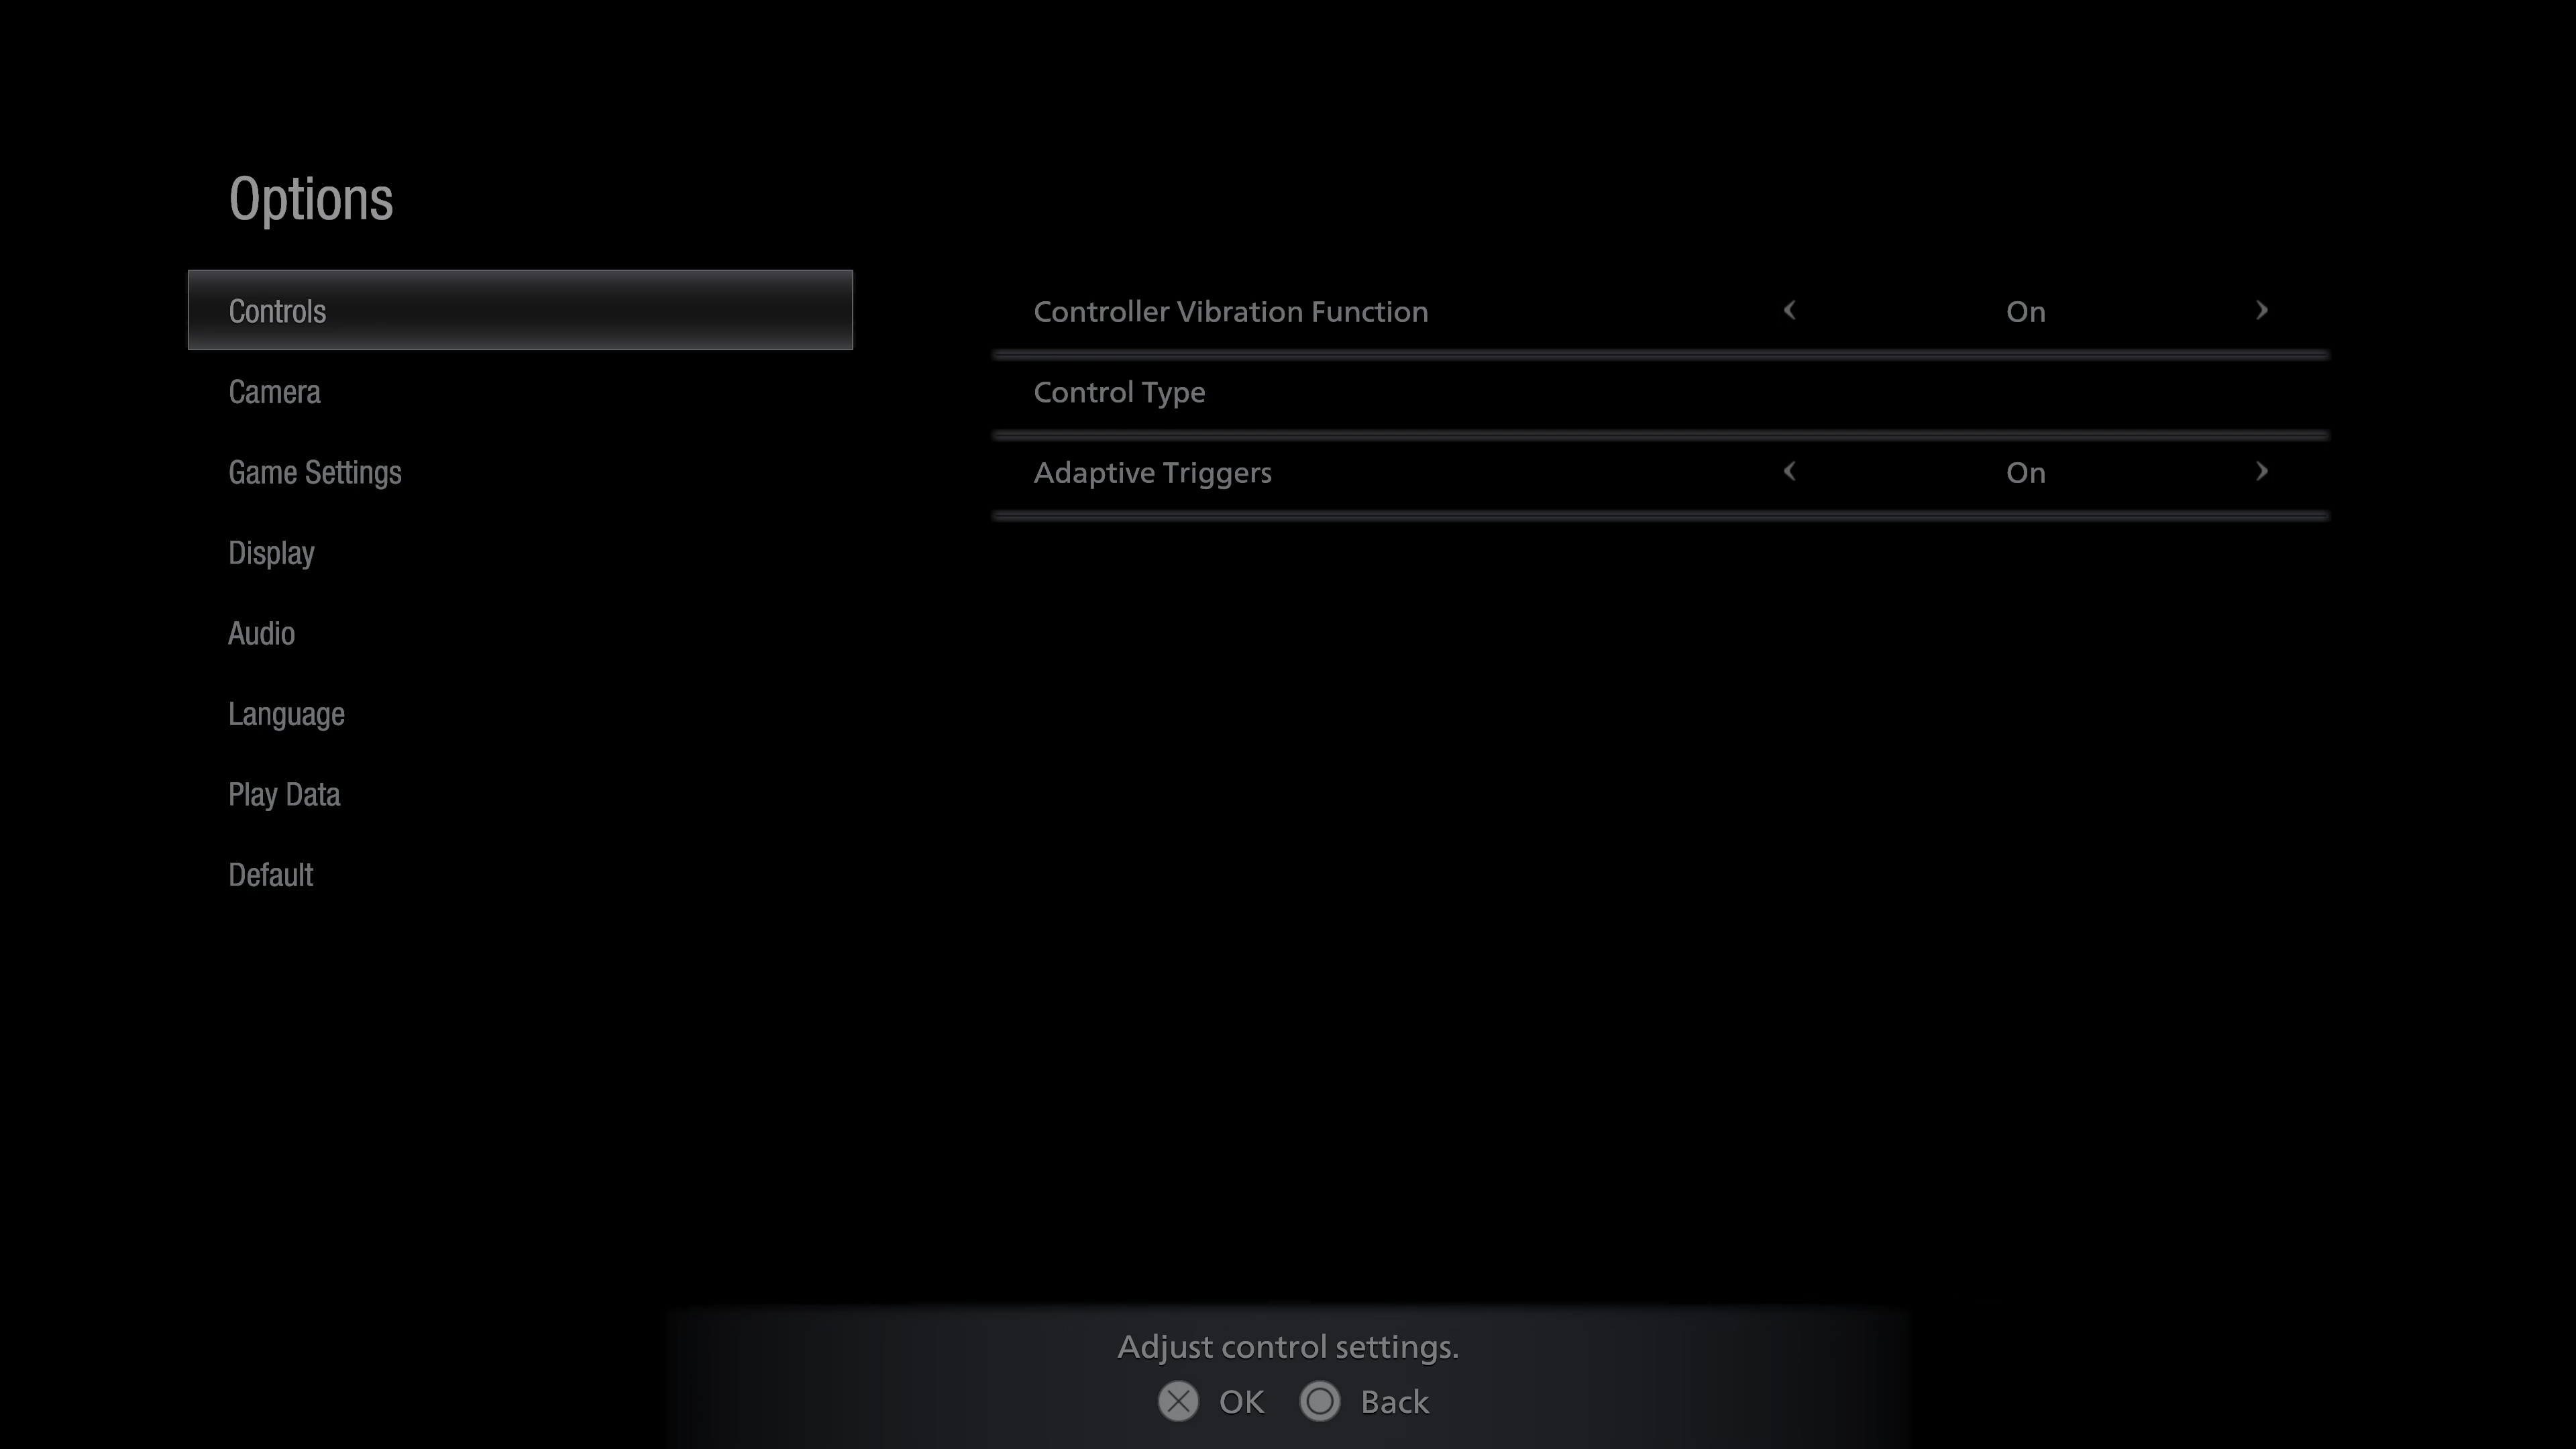 Options
Controls
Camera
Game Settings
Display
Audio
Language
Play Data
Default
Controller Vibration Function On
Control Type
Adaptive Triggers On
Adjust control settings.
OK Back